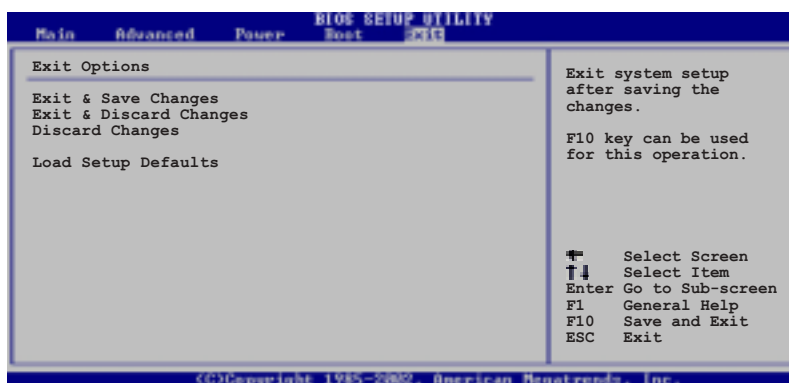 BIOS SETUP UTILITY
Main Advanced Power Boot Exit
Exit Options
Exit & Save Changes
Exit & Discard Changes
Discard Changes
Load Setup Defaults
Exit system setup
after saving the
changes.
F10 key can be used
for this operation.
Select Screen
Select Item
Enter Go to Sub-screen
F1 General Help
F10 Save and Exit
ESC Exit
(C)Copyright 1985-2002, American Megatrends, Inc.